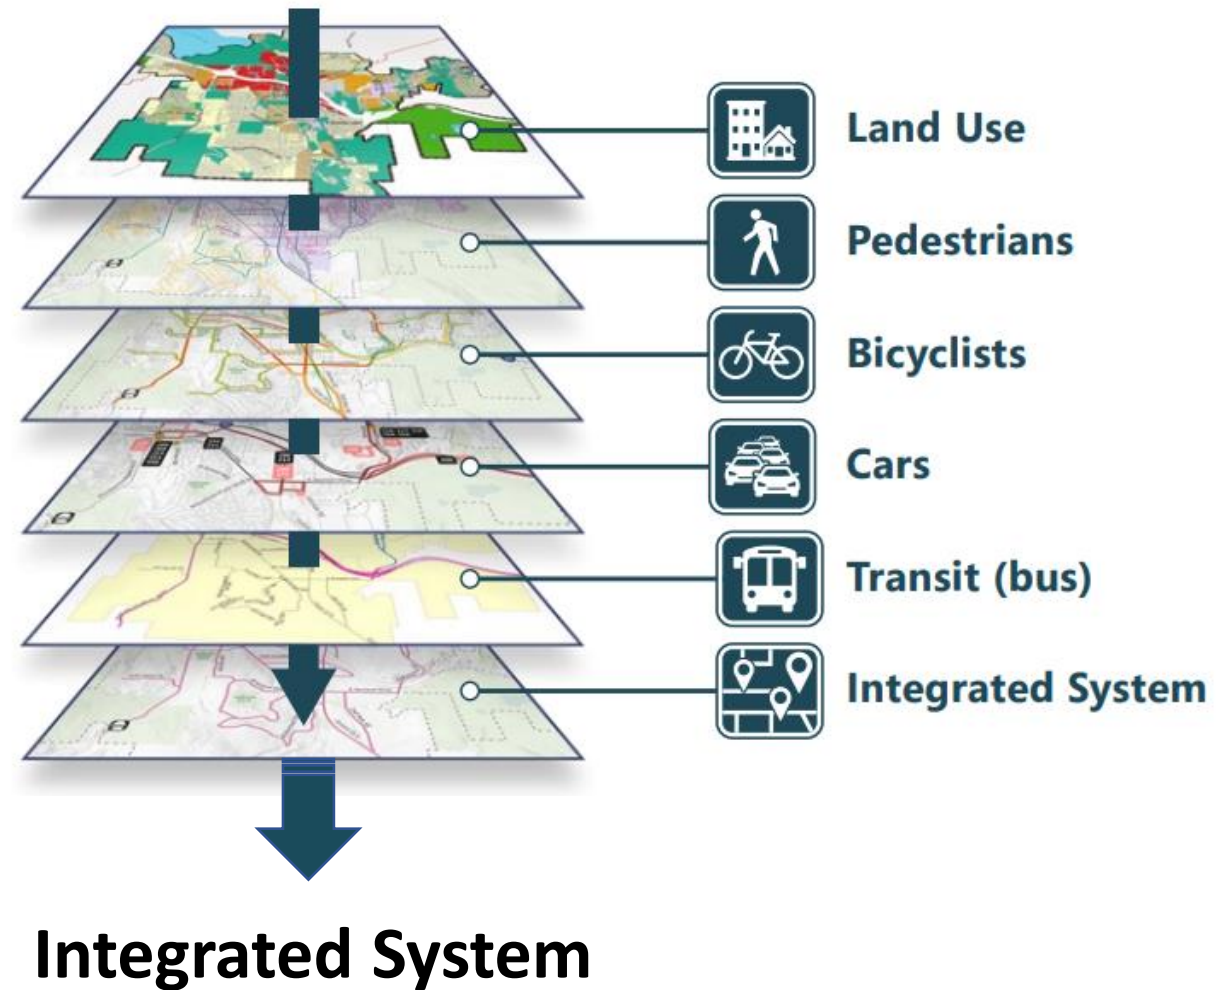 Land Use
Pedestrians
Bicyclists
Cars
Transit (bus)
Integrated System
Integrated System